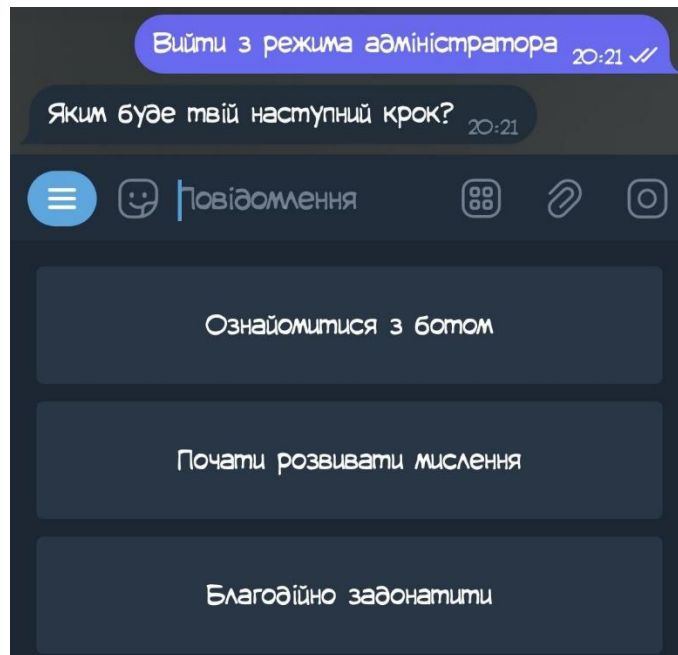 Вийти з режима адміністратора 20:21
Яким буде твій наступний крок? 20:21
Повідомлення
Ознайомитися з ботом
Почати розвивати мислення
Благодійно задонатити